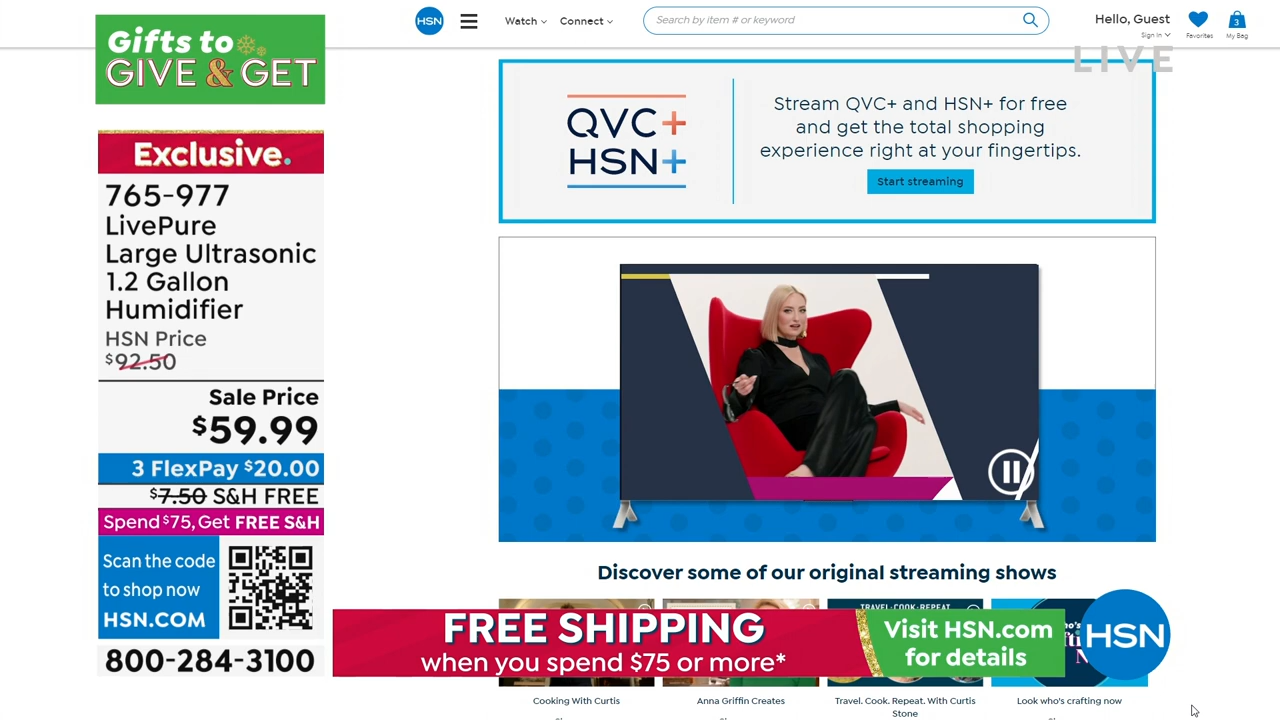 Gifts to
GIVE & GET
Exclusive.
765-977
LivePure
Large Ultrasonic
1.2 Gallon
Humidifier
HSN Price
$92.50
Sale Price
$59.99
3 FlexPay $20.00
$7.50 S&H FREE
Spend $75, Get FREE S&H
Scan the code
to shop now
HSN.COM
800-284-3100
HSN
Watch
Connect
Search by item # or keyword
Hello, Guest
Sign in
Favorites
3
My Bag
LIVE
QVC+
HSN+
Stream QVC+ and HSN+ for free
and get the total shopping
experience right at your fingertips.
Start streaming
Discover some of our original streaming shows
TRAVEL·COOK·REPEAT
FREE SHIPPING
when you spend $75 or more*
Visit HSN.com
for details
HSN
Cooking With Curtis
Anna Griffin Creates
Travel. Cook. Repeat. With Curtis
Stone
Look who's crafting now